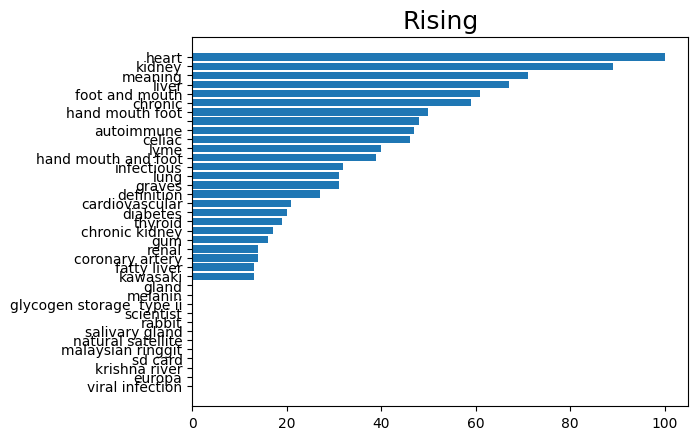 Rising
heart
kidney
meaning
liver
foot and mouth
chronic
hand mouth foot
autoimmune
celiac
lyme
hand mouth and foot
infectious
lung
graves
definition
cardiovascular
diabetes
thyroid
chronic kidney
gum
renal
coronary artery
fatty liver
kawasaki
gland
melanin
glycogen storage  type ii
scientist
rabbit
salivary gland
natural satellite
malaysian ringgit
sd card
krishna river
europa
viral infection
0 20 40 60 80 100